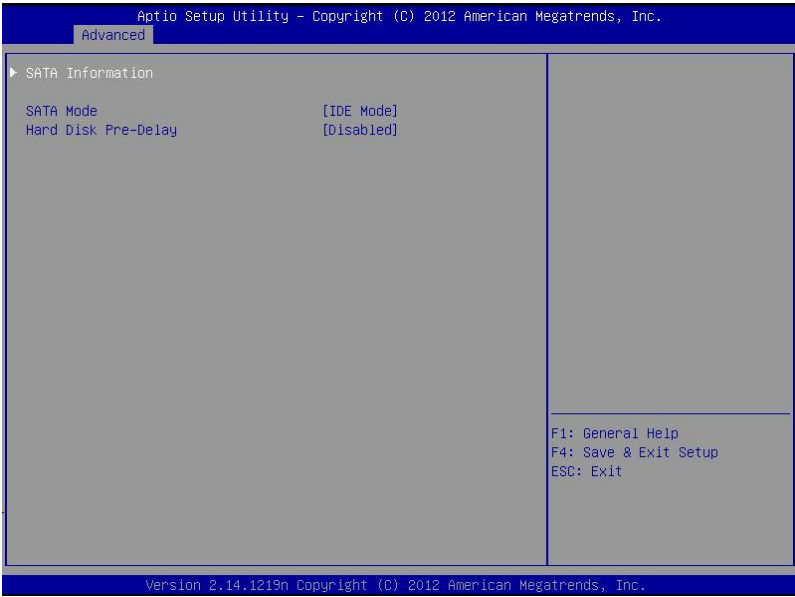 Aptio Setup Utility – Copyright (C) 2012 American Megatrends, Inc.
Advanced
SATA Information
SATA Mode [IDE Mode]
Hard Disk Pre-Delay [Disabled]
F1: General Help
F4: Save & Exit Setup
ESC: Exit
Version 2.14.1219n Copyright (C) 2012 American Megatrends, Inc.